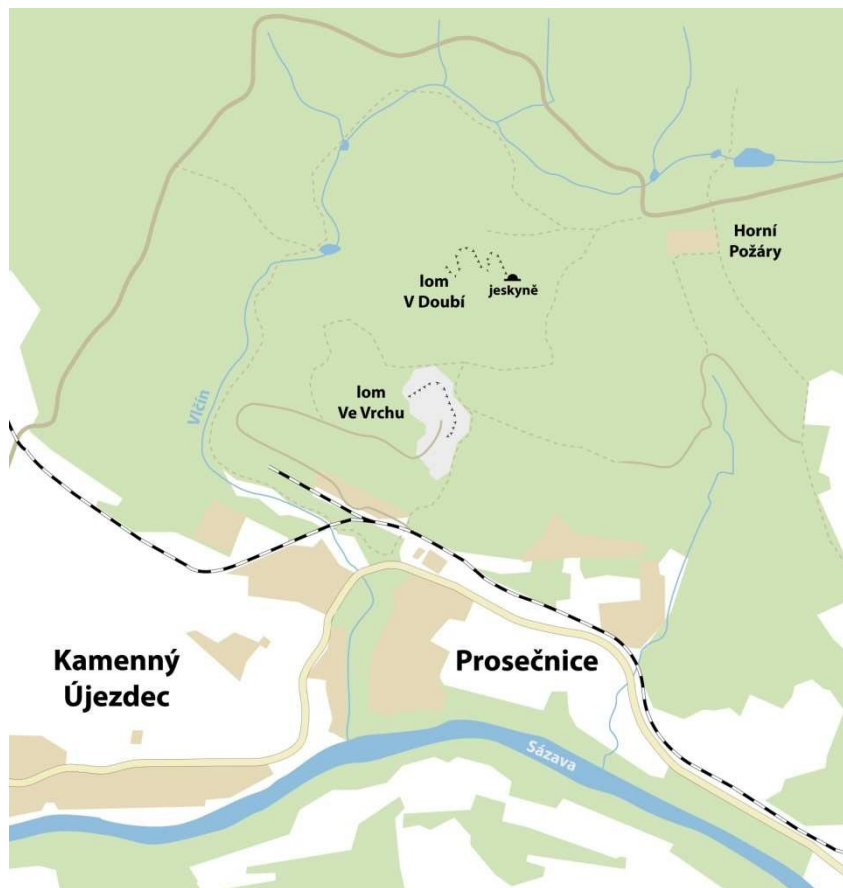 Horní
Požáry
lom
V Doubí
jeskyně
lom
Ve Vrchu
Vlčín
Kamenný
Újezdec
Prosečnice
Sázava